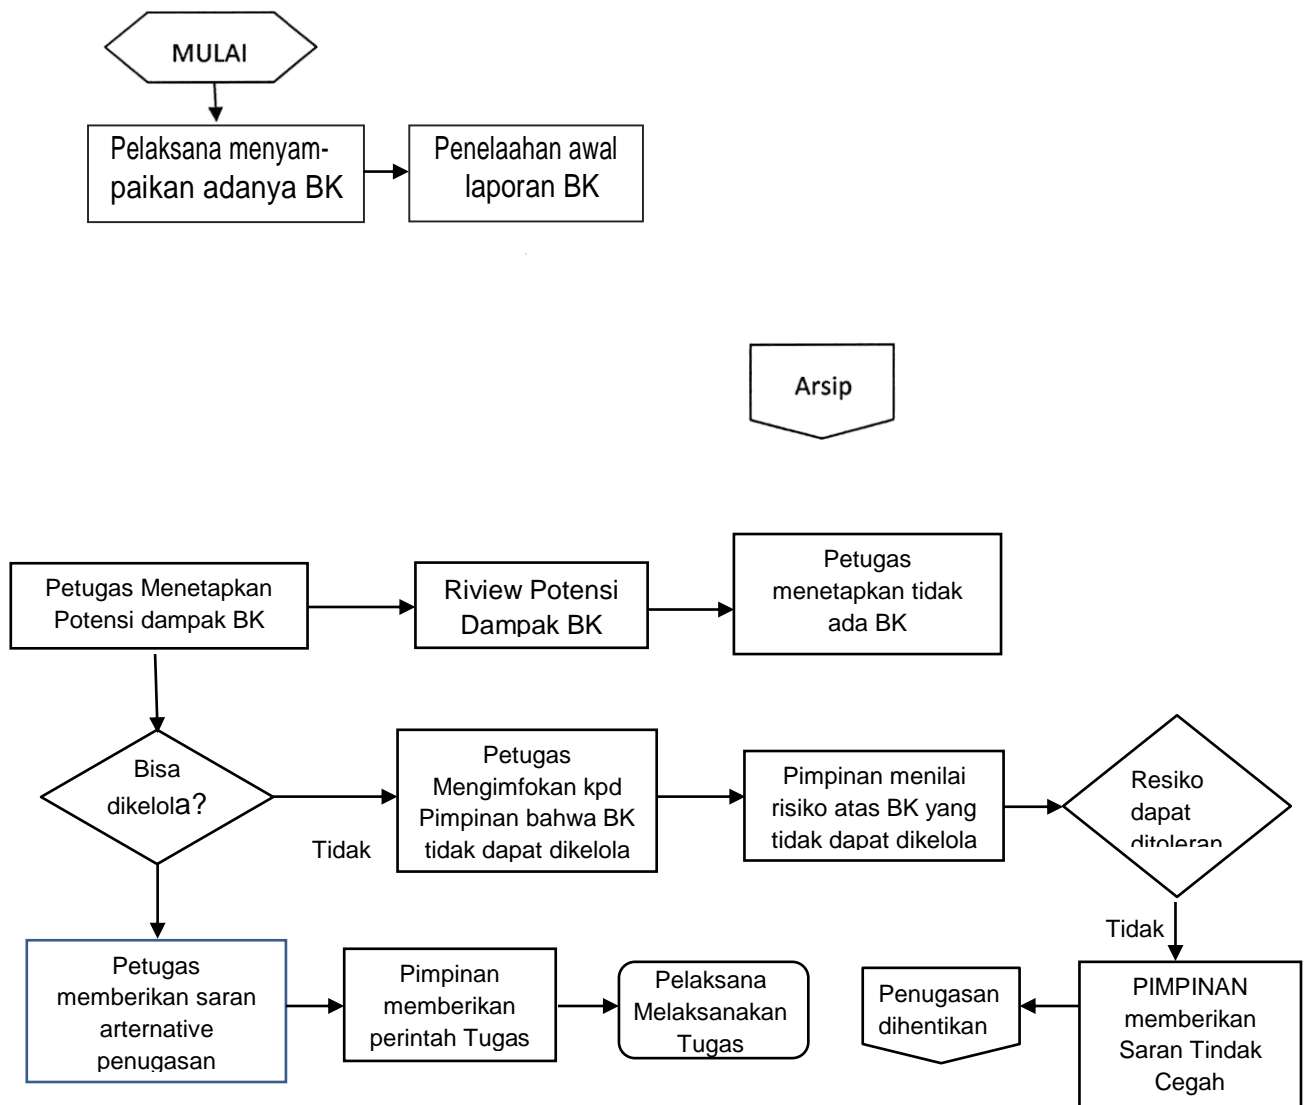 MULAI
Pelaksana menyam-
paikan adanya BK
Penelaahan awal
laporan BK
Arsip
Petugas Menetapkan
Potensi dampak BK
Riview Potensi
Dampak BK
Petugas
menetapkan tidak
ada BK
Bisa
dikelola?
Tidak
Petugas
Mengimfokan kpd
Pimpinan bahwa BK
tidak dapat dikelola
Pimpinan menilai
risiko atas BK yang
tidak dapat dikelola
Resiko
dapat
ditoleran
Tidak
Petugas
memberikan saran
arternative
penugasan
Pimpinan
memberikan
perintah Tugas
Pelaksana
Melaksanakan
Tugas
Penugasan
dihentikan
PIMPINAN
memberikan
Saran Tindak
Cegah